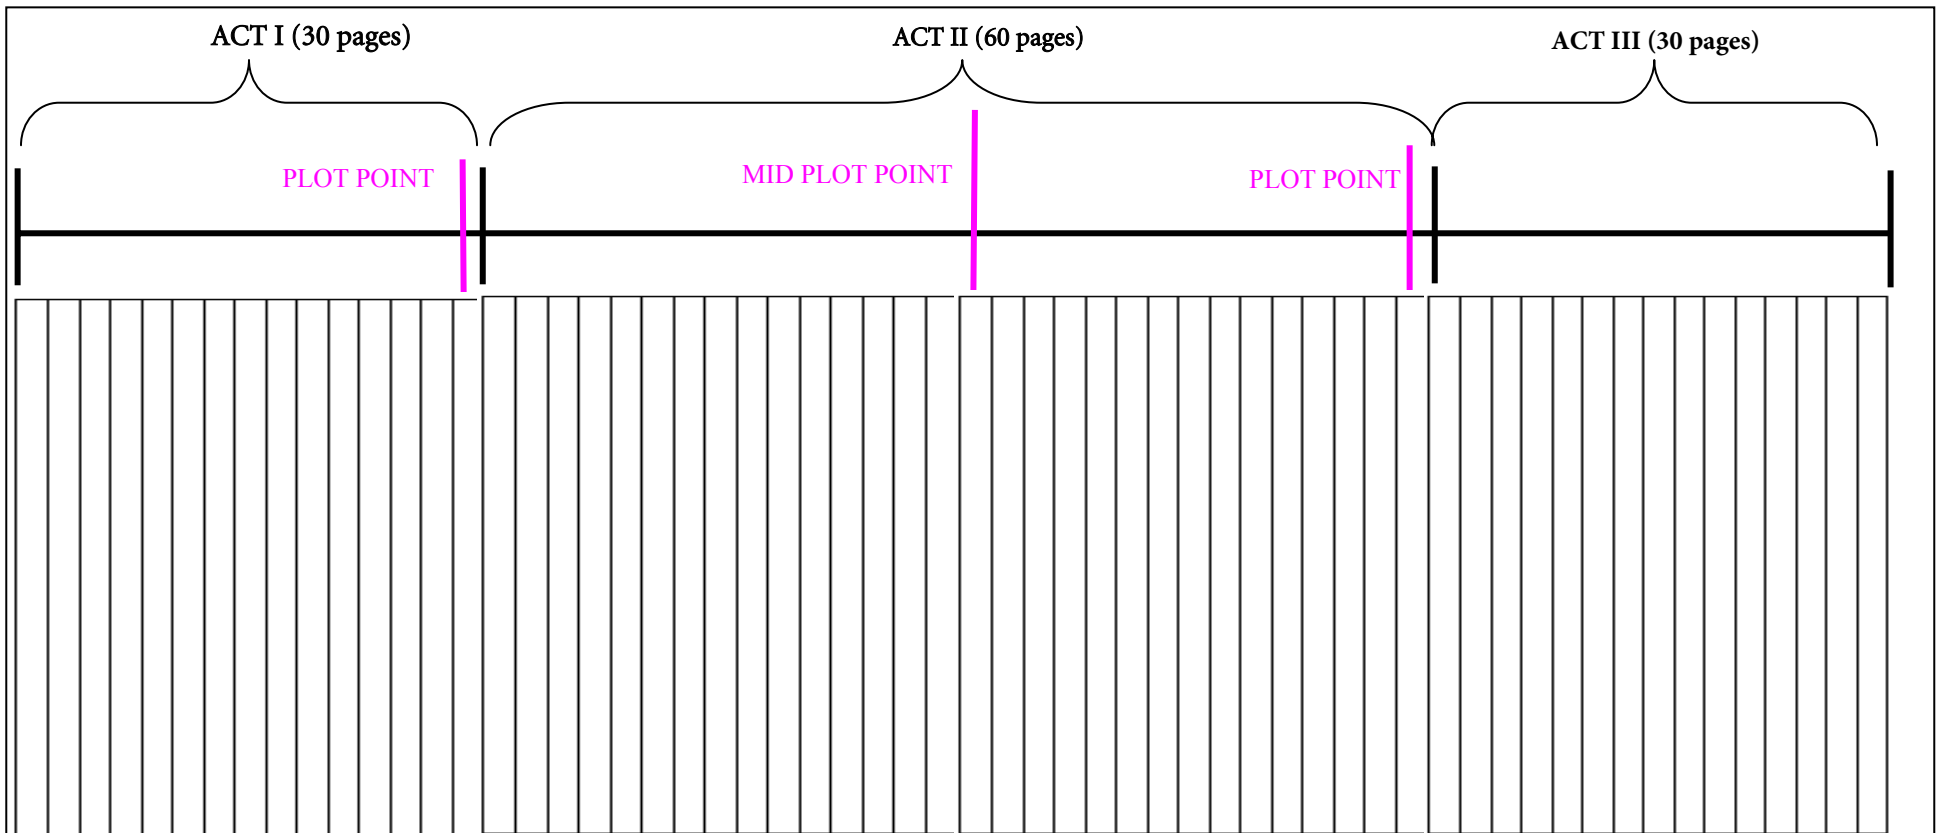 ACT I (30 pages)
ACT II (60 pages)
ACT III (30 pages)
PLOT POINT
MID PLOT POINT
PLOT POINT